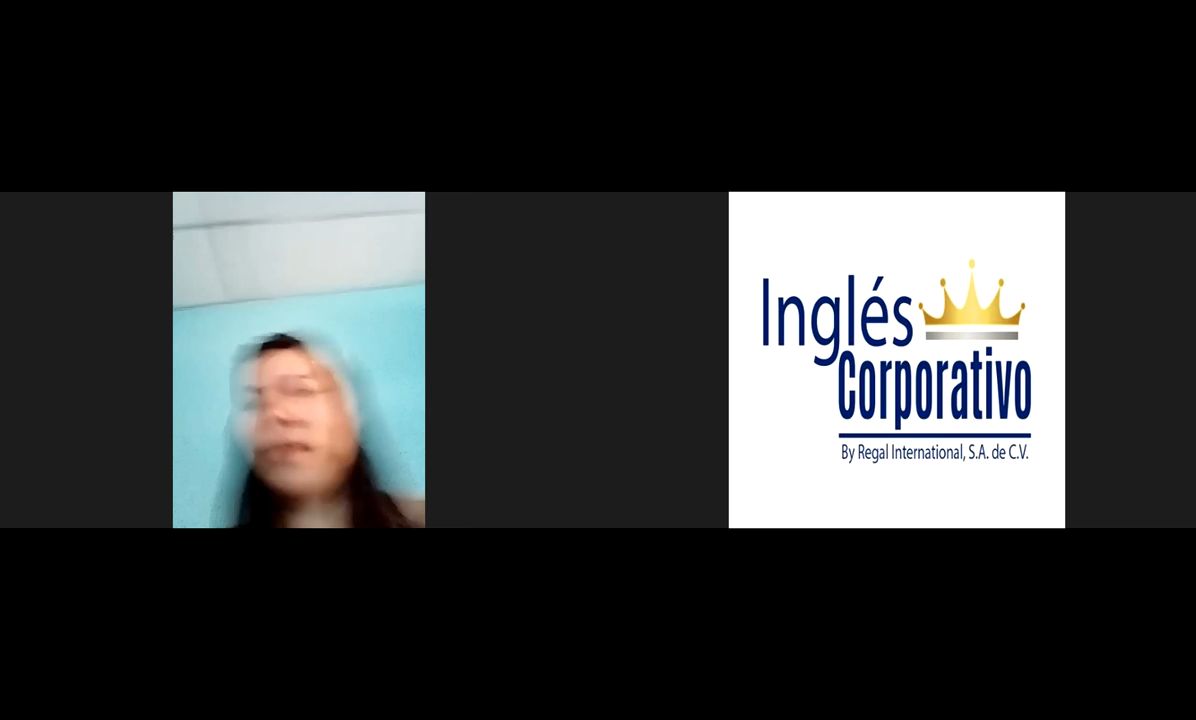 Inglés
Corporativo
By Regal International, S.A. de C.V.